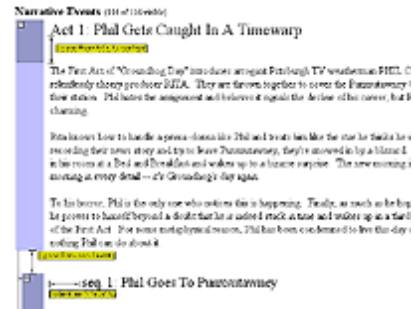 Narrative Events
Act 1: Phil Gets Caught In A Timewarp
The First Act of "Groundhog Day" introduces arrogant Pittsburgh TV weatherman PHIL C
relentlessly cheery producer RITA. They are thrown together to cover the Punxsutawney
their station. Phil hates the assignment and believes it signals the decline of his career, but
charming.
Rita knows how to handle a prima-donna like Phil and treats him like the star he thinks he
recording their news story and try to leave Punxsutawney, they're snowed in by a blizzard.
in his room at a Bed and Breakfast and wakes up to a bizarre surprise. The new morning
morning in every detail -- it's Groundhog's day again.
To his horror, Phil is the only one who notices this is happening. Finally, as much as he
he proves to himself beyond a doubt that he is indeed stuck in time and wakes up in a
of the First Act. For some metaphysical reason, Phil has been condemned to live this day
nothing Phil can do about it.
seq 1: Phil Goes To Punxsutawney